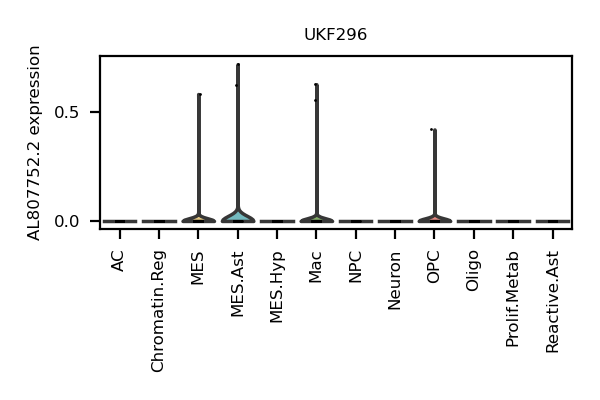 UKF296
AL807752.2 expression
0.5
0.0
AC
Chromatin.Reg
MES
MES.Ast
MES.Hyp
Mac
NPC
Neuron
OPC
Oligo
Prolif.Metab
Reactive.Ast